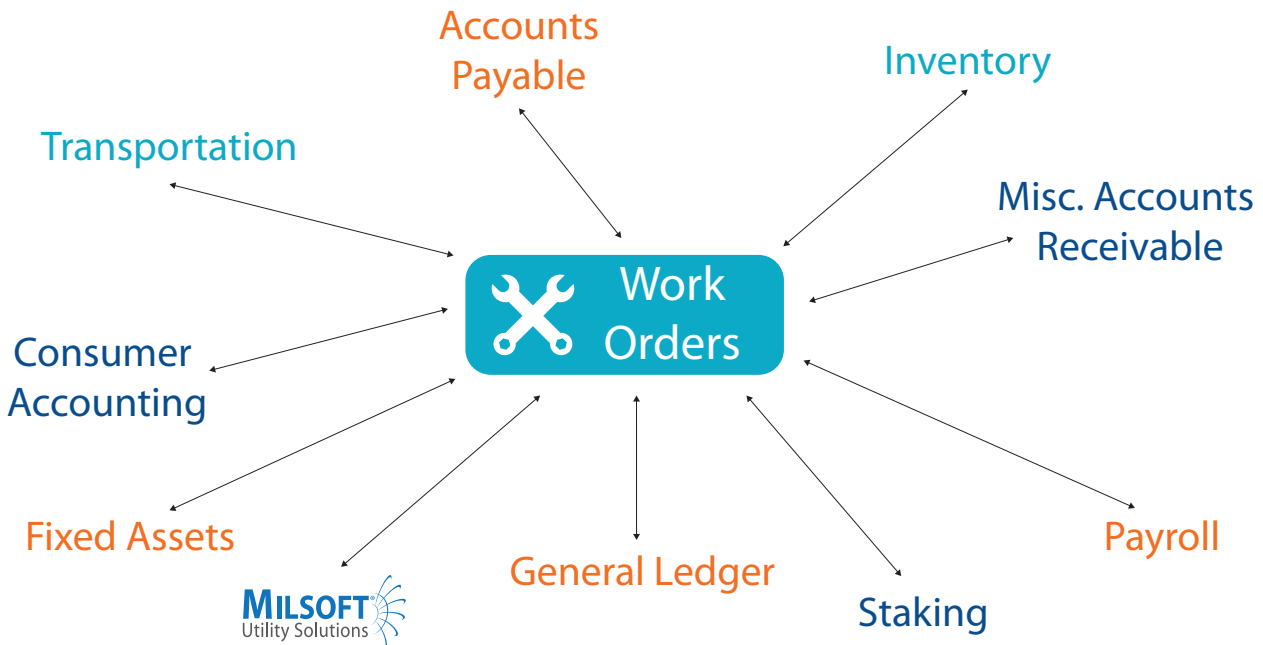 Accounts
Payable
Inventory
Transportation
Misc. Accounts
Receivable
Work
Orders
Consumer
Accounting
Fixed Assets
Payroll
General Ledger
MILSOFT®
Utility Solutions
Staking